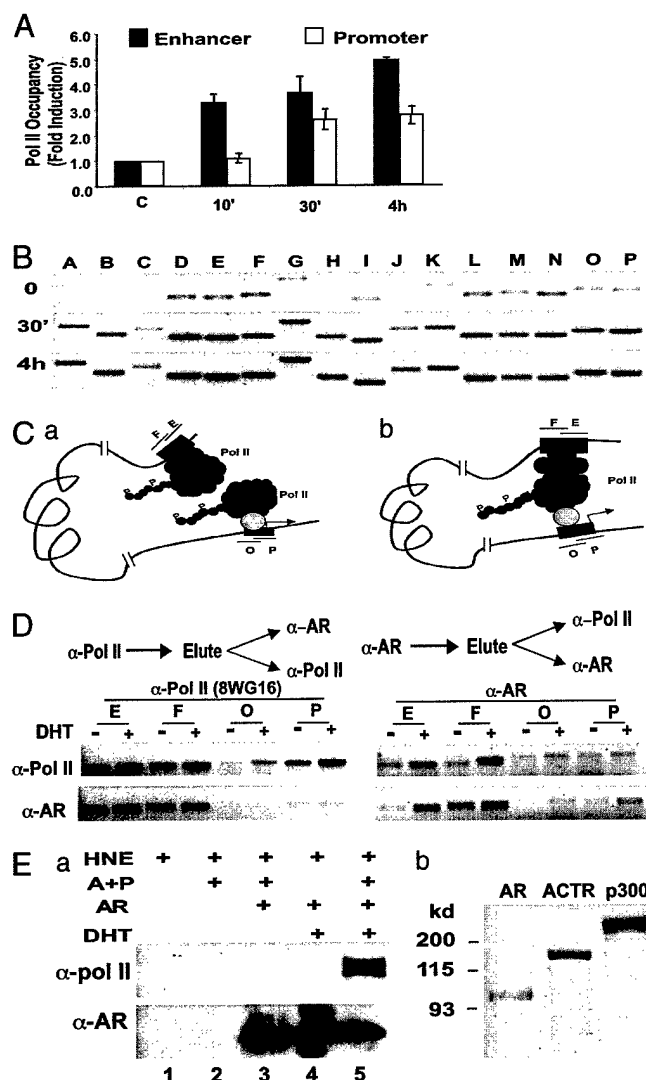 A
Enhancer Promoter
Pol II Occupancy
(Fold Induction)
6.0
5.0
4.0
3.0
2.0
1.0
0.0
C 10' 30' 4h
B
A B C D E F G H I J K L M N O P
0
30'
4h
C a b
F E
Pol II
P P
Pol II
P P
O P
F E
Pol II
P P
O P
D
α-Pol II Elute α-AR
α-Pol II
α-AR Elute α-Pol II
α-AR
α-Pol II (8WG16) α-AR
E F O P E F O P
DHT - + - + - + - + - + - + - + - +
α-Pol II
α-AR
E a b
HNE + + + + +
A+P + + +
AR + + +
DHT + +
α-pol II
α-AR
1 2 3 4 5
AR ACTR p300
kd
200
115
93